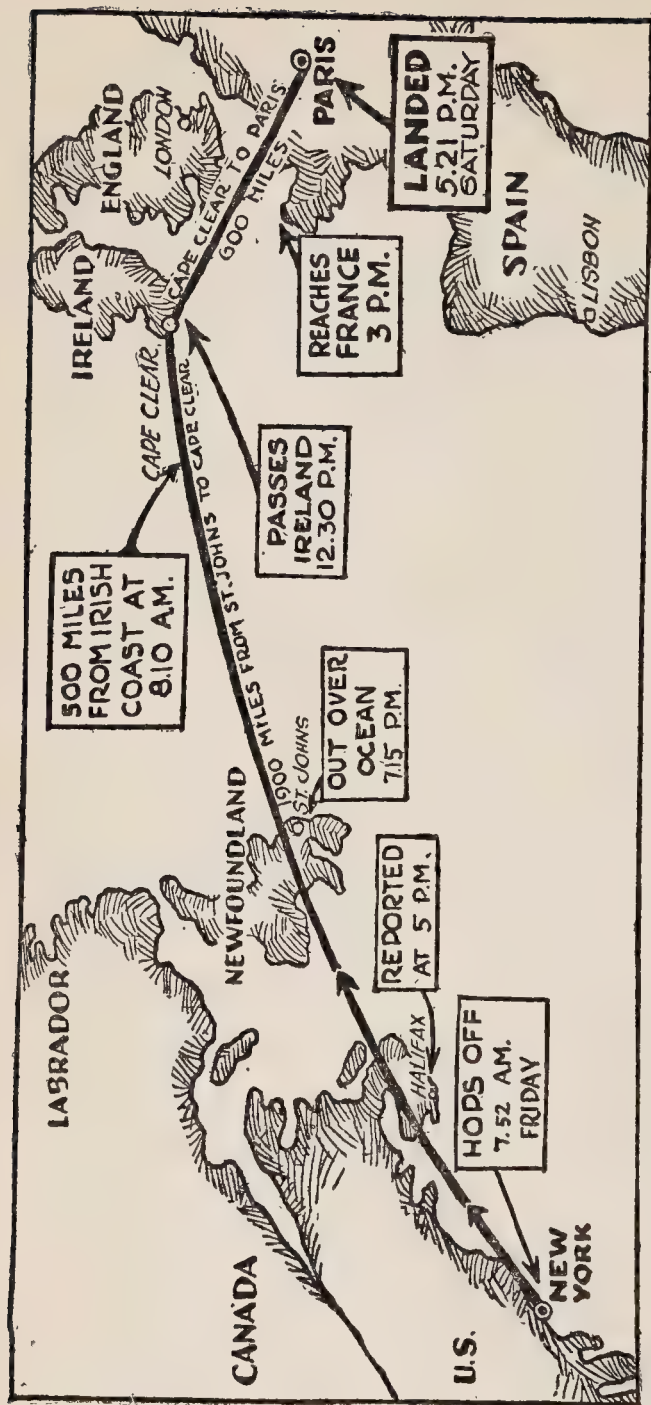 LABRADOR
CANADA
U.S.
NEW
YORK
HOPS OFF
7.52 AM.
FRIDAY
HALIFAX
REPORTED
AT 5 P.M.
NEWFOUNDLAND
ST. JOHNS
OUT OVER
OCEAN
7.15 P.M.
1900 MILES FROM ST. JOHNS TO CAPE CLEAR
500 MILES
FROM IRISH
COAST AT
8.10 A.M.
CAPE CLEAR
PASSES
IRELAND
12.30 P.M.
IRELAND
ENGLAND
LONDON
CAPE CLEAR TO PARIS
600 MILES
REACHES
FRANCE
3 P.M.
PARIS
LANDED
5.21 P.M.
SATURDAY
SPAIN
LISBON